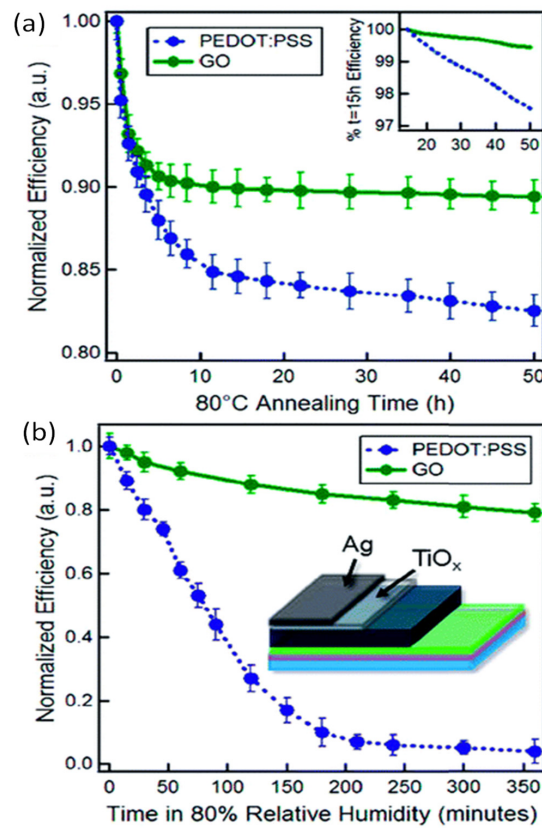 (a)
1.00
0.95
0.90
0.85
0.80
Normalized Efficiency (a.u.)
PEDOT:PSS
GO
% t=15h Efficiency
100
99
98
97
20 30 40 50
0 10 20 30 40 50
80°C Annealing Time (h)
(b)
1.0
0.8
0.6
0.4
0.2
0.0
Normalized Efficiency (a.u.)
PEDOT:PSS
GO
Ag
TiOx
0 50 100 150 200 250 300 350
Time in 80% Relative Humidity (minutes)